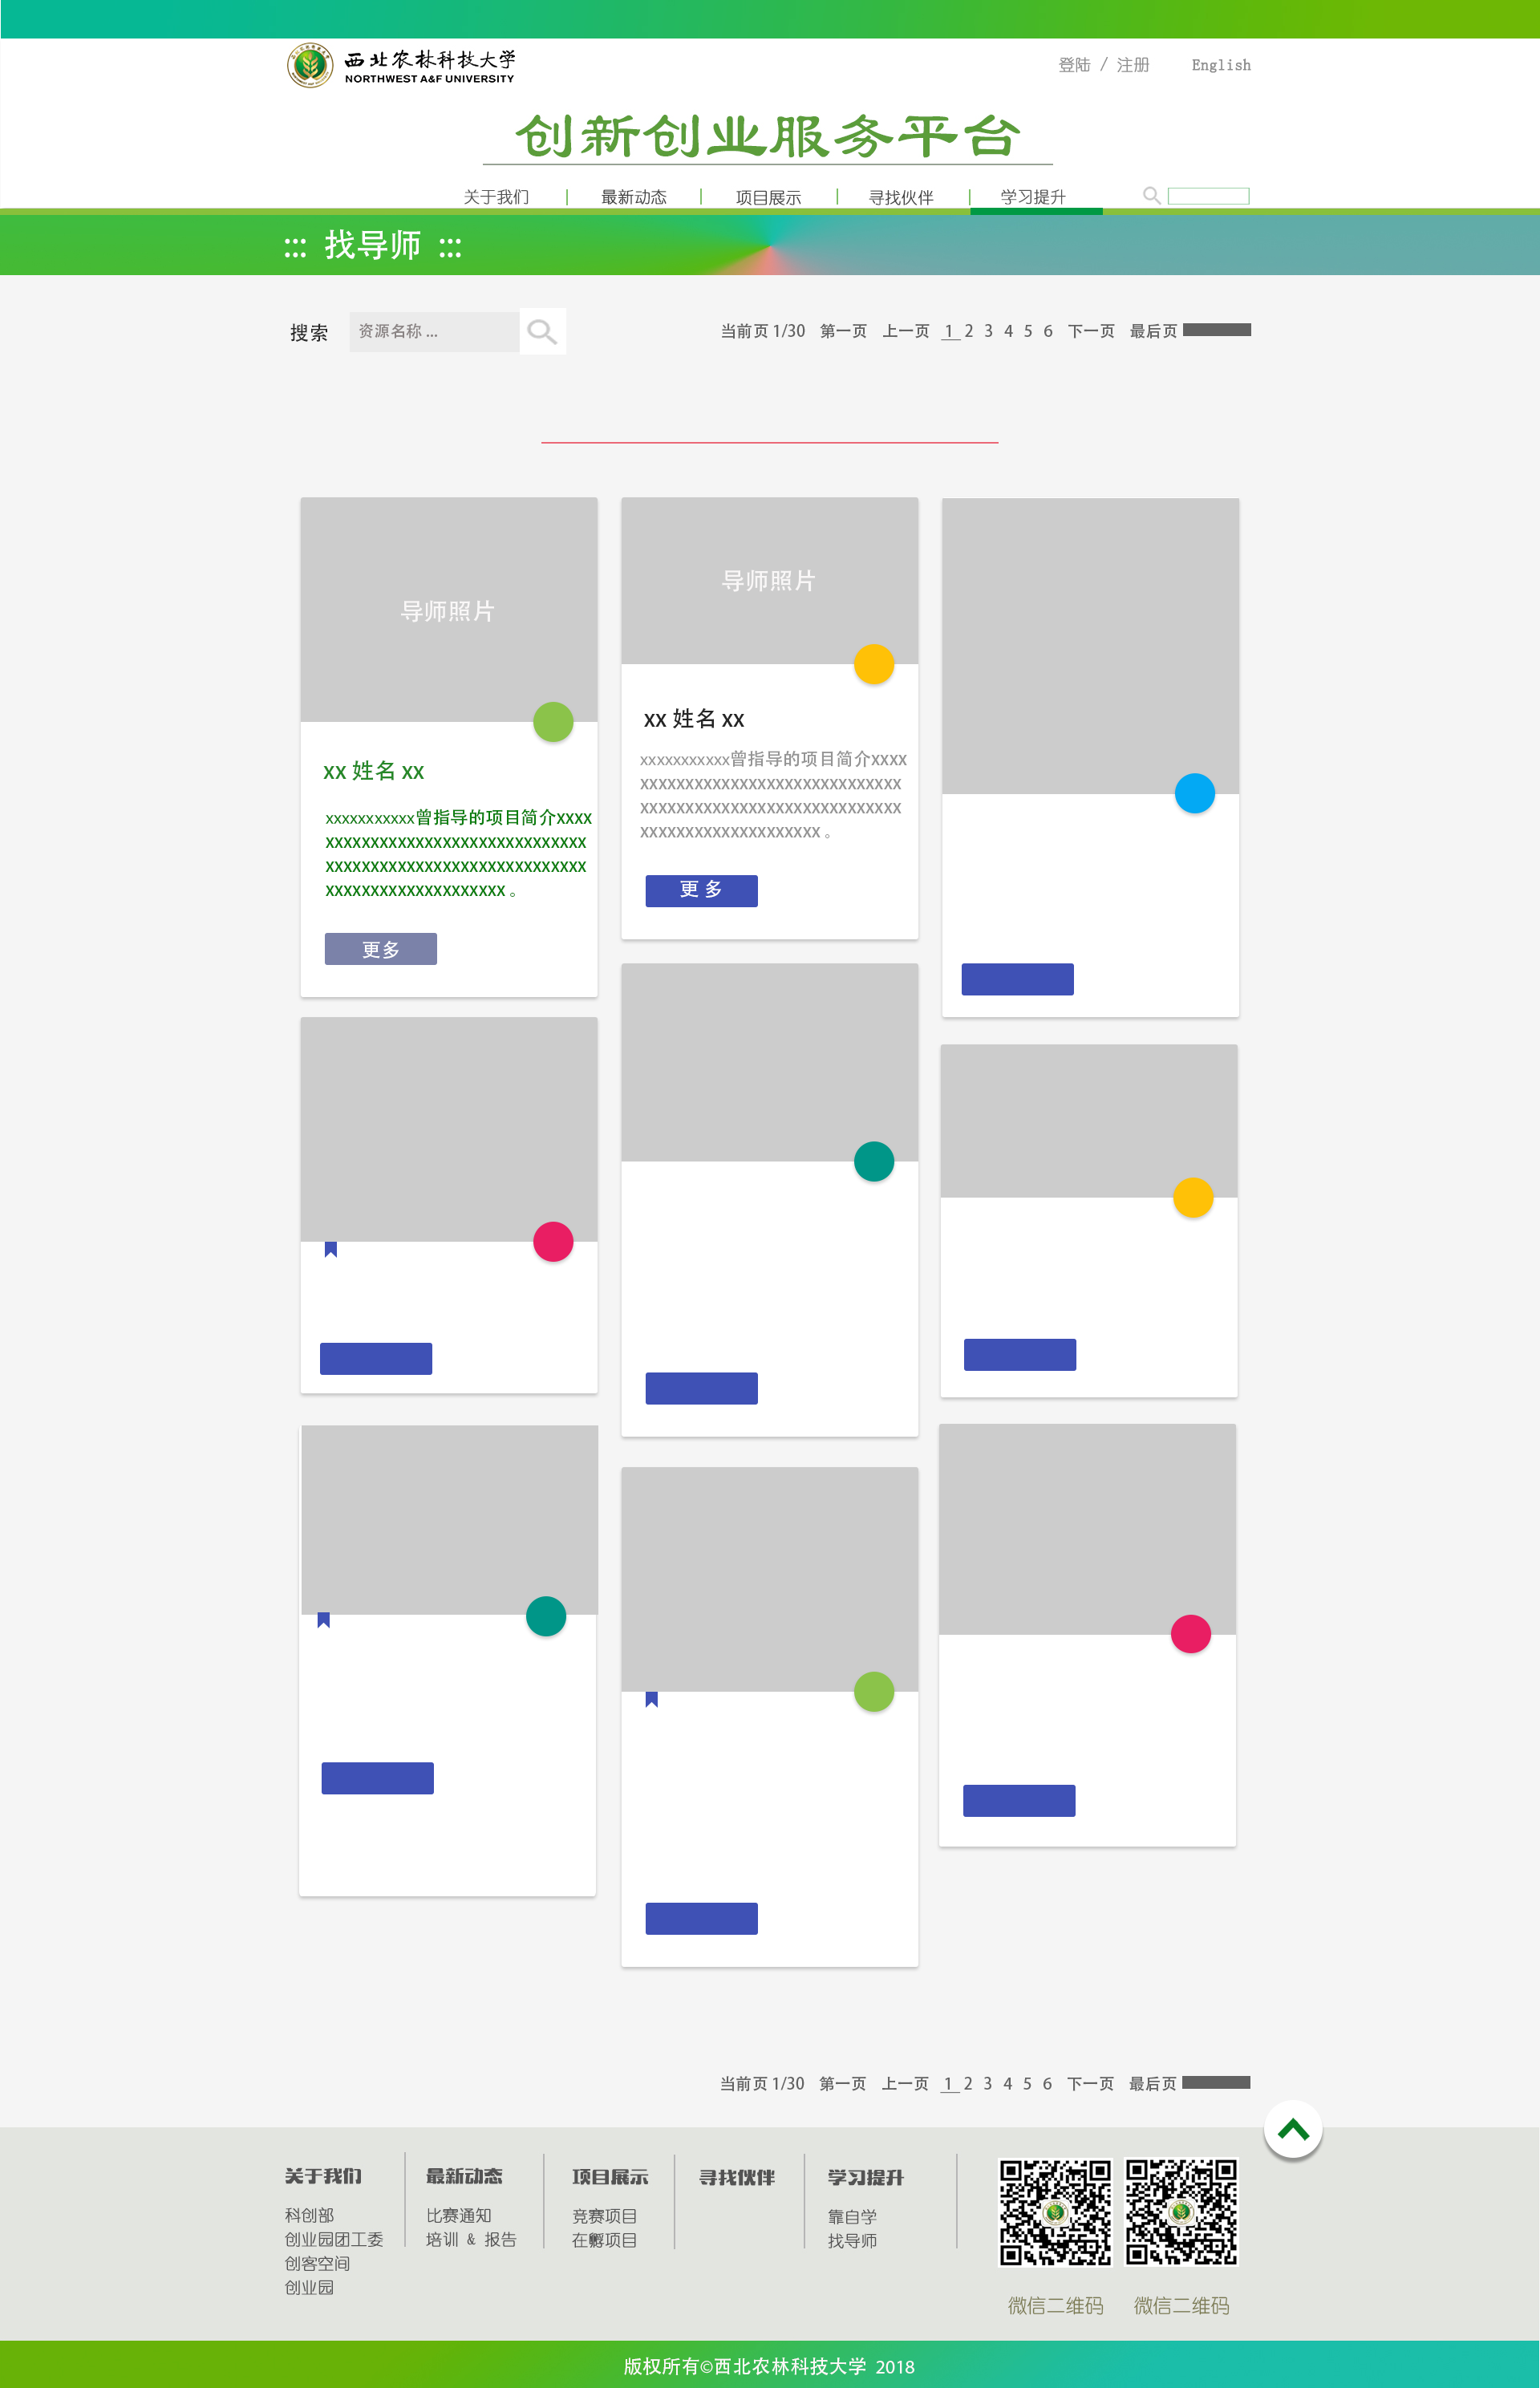 西北农林科技大学
NORTHWEST A&F UNIVERSITY
登陆 / 注册 English
创新创业服务平台
关于我们 最新动态 项目展示 寻找伙伴 学习提升
::: 找导师 :::
搜索 资源名称 ... 当前页 1/30 第一页 上一页 1 2 3 4 5 6 下一页 最后页
导师照片
xx 姓名 xx
xxxxxxxxxxx曾指导的项目简介xxxx
xxxxxxxxxxxxxxxxxxxxxxxxxxxxx
xxxxxxxxxxxxxxxxxxxxxxxxxxxxx
xxxxxxxxxxxxxxxxxxxx 。
更多
导师照片
xx 姓名 xx
xxxxxxxxxxx曾指导的项目简介xxxx
xxxxxxxxxxxxxxxxxxxxxxxxxxxxx
xxxxxxxxxxxxxxxxxxxxxxxxxxxxx
xxxxxxxxxxxxxxxxxxxx 。
更 多
当前页 1/30 第一页 上一页 1 2 3 4 5 6 下一页 最后页
关于我们
科创部
创业园团工委
创客空间
创业园
最新动态
比赛通知
培训 & 报告
项目展示
竞赛项目
在孵项目
寻找伙伴
学习提升
靠自学
找导师
微信二维码 微信二维码
版权所有©西北农林科技大学 2018